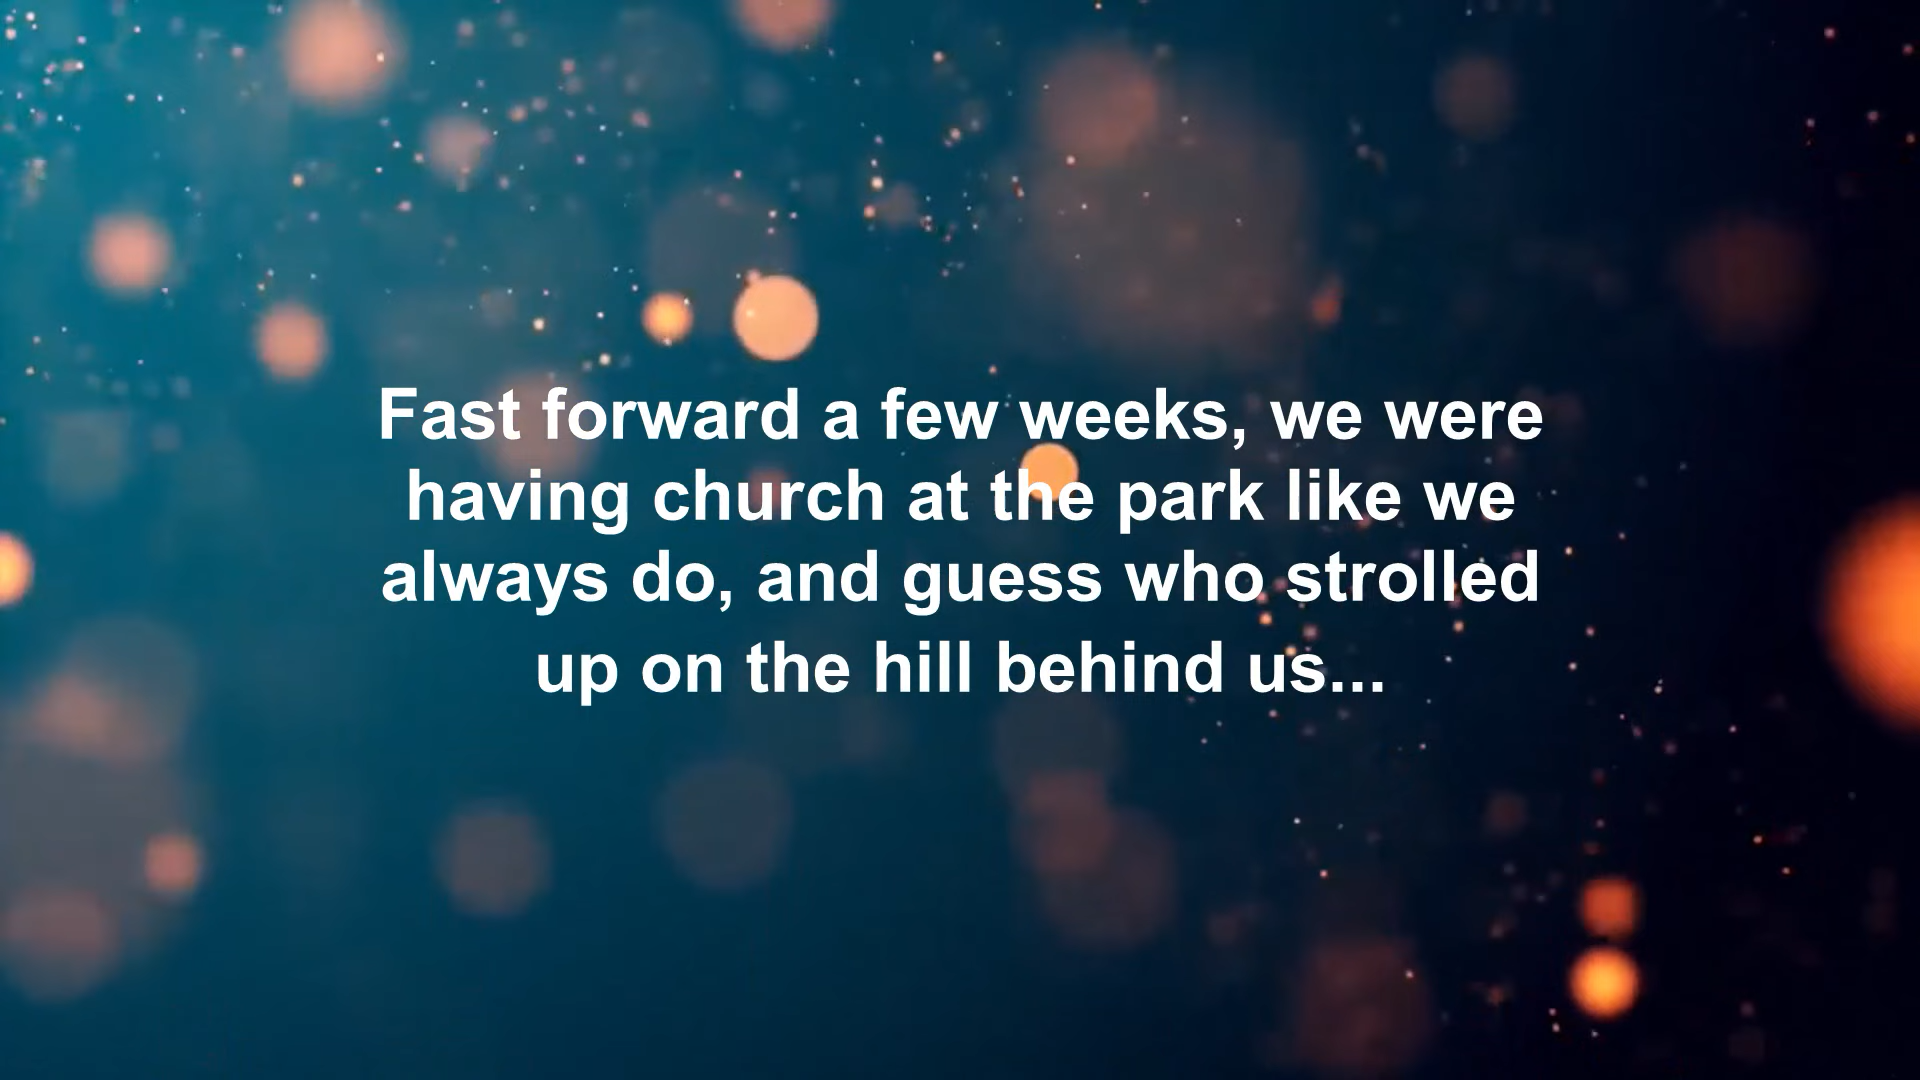 Fast forward a few weeks, we were
having church at the park like we
always do, and guess who strolled
up on the hill behind us...